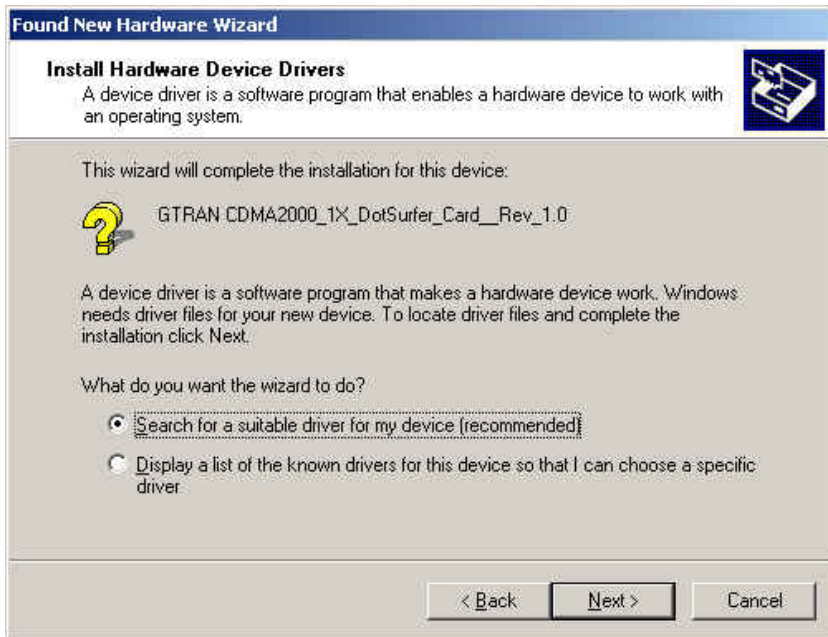 Found New Hardware Wizard
Install Hardware Device Drivers
A device driver is a software program that enables a hardware device to work with
an operating system.
This wizard will complete the installation for this device:
GTRAN CDMA2000_1X_DotSurfer_Card__Rev_1.0
A device driver is a software program that makes a hardware device work. Windows
needs driver files for your new device. To locate driver files and complete the
installation click Next.
What do you want the wizard to do?
Search for a suitable driver for my device (recommended)
Display a list of the known drivers for this device so that I can choose a specific
driver
< Back Next > Cancel